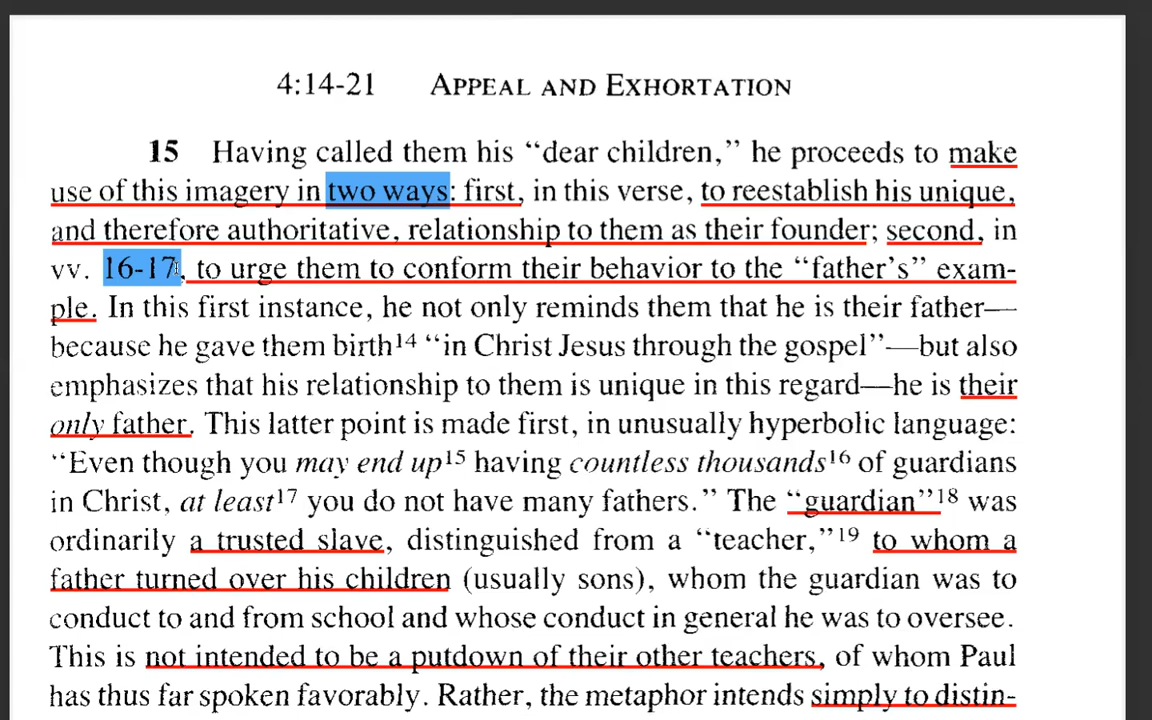 4:14-21 APPEAL AND EXHORTATION
15 Having called them his “dear children,” he proceeds to make
use of this imagery in two ways: first, in this verse, to reestablish his unique,
and therefore authoritative, relationship to them as their founder; second, in
vv. 16-17, to urge them to conform their behavior to the “father’s” exam-
ple. In this first instance, he not only reminds them that he is their father—
because he gave them birth14 “in Christ Jesus through the gospel”—but also
emphasizes that his relationship to them is unique in this regard—he is their
only father. This latter point is made first, in unusually hyperbolic language:
“Even though you may end up15 having countless thousands16 of guardians
in Christ, at least17 you do not have many fathers.” The “guardian”18 was
ordinarily a trusted slave, distinguished from a “teacher,”19 to whom a
father turned over his children (usually sons), whom the guardian was to
conduct to and from school and whose conduct in general he was to oversee.
This is not intended to be a putdown of their other teachers, of whom Paul
has thus far spoken favorably. Rather, the metaphor intends simply to distin-